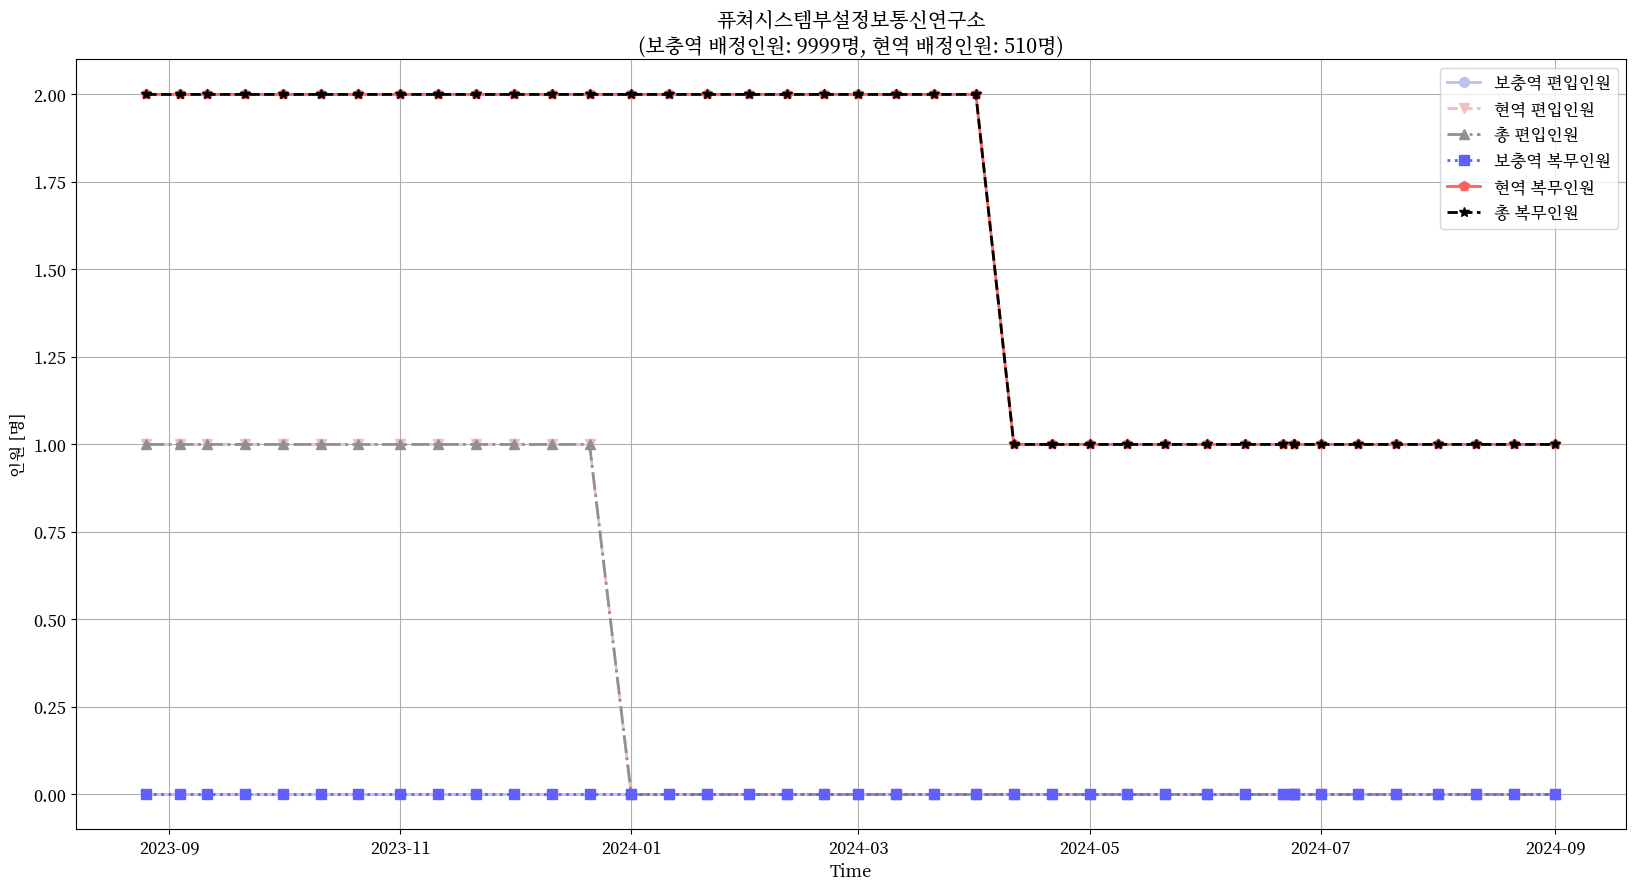 퓨쳐시스템부설정보통신연구소
(보충역 배정인원: 9999명, 현역 배정인원: 510명)
보충역 편입인원
현역 편입인원
총 편입인원
보충역 복무인원
현역 복무인원
총 복무인원
인원 [명]
2.00
1.75
1.50
1.25
1.00
0.75
0.50
0.25
0.00
2023-09
2023-11
2024-01
2024-03
2024-05
2024-07
2024-09
Time